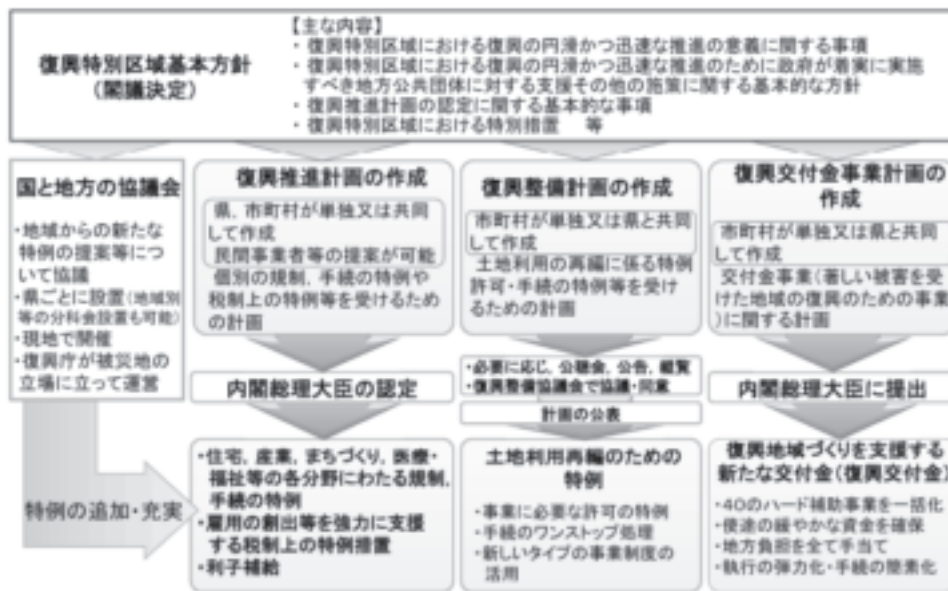 復興特別区域基本方針
(閣議決定)
【主な内容】
・復興特別区域における復興の円滑かつ迅速な推進の意義に関する事項
・復興特別区域における復興の円滑かつ迅速な推進のために政府が着実に実施
すべき地方公共団体に対する支援その他の施策に関する基本的な方針
・復興推進計画の認定に関する基本的な事項
・復興特別区域における特別措置 等
国と地方の協議会
・地域からの新たな
特例の提案等につ
いて協議
・県ごとに設置(地域別
等の分科会設置も可能)
・現地で開催
・復興庁が被災地の
立場に立って運営
特例の追加・充実
復興推進計画の作成
県、市町村が単独又は共同
して作成
民間事業者等の提案が可能
個別の規制、手続の特例や
税制上の特例等を受けるため
の計画
内閣総理大臣の認定
・住宅、産業、まちづくり、医療・
福祉等の各分野にわたる規制、
手続の特例
・雇用の創出等を強力に支援
する税制上の特例措置
・利子補給
復興整備計画の作成
市町村が単独又は県と共同
して作成
土地利用の再編に係る特例
許可・手続の特例等を受け
るための計画
・必要に応じ、公聴会、公告、縦覧
・復興整備協議会で協議・同意
計画の公表
土地利用再編のための
特例
・事業に必要な許可の特例
・手続のワンストップ処理
・新しいタイプの事業制度の
活用
復興交付金事業計画の
作成
市町村が単独又は県と共同
して作成
交付金事業(著しい被害を受
けた地域の復興のための事業
)に関する計画
内閣総理大臣に提出
復興地域づくりを支援する
新たな交付金(復興交付金)
・40のハード補助事業を一括化
・使途の緩やかな資金を確保
・地方負担を全て手当て
・執行の弾力化・手続の簡素化